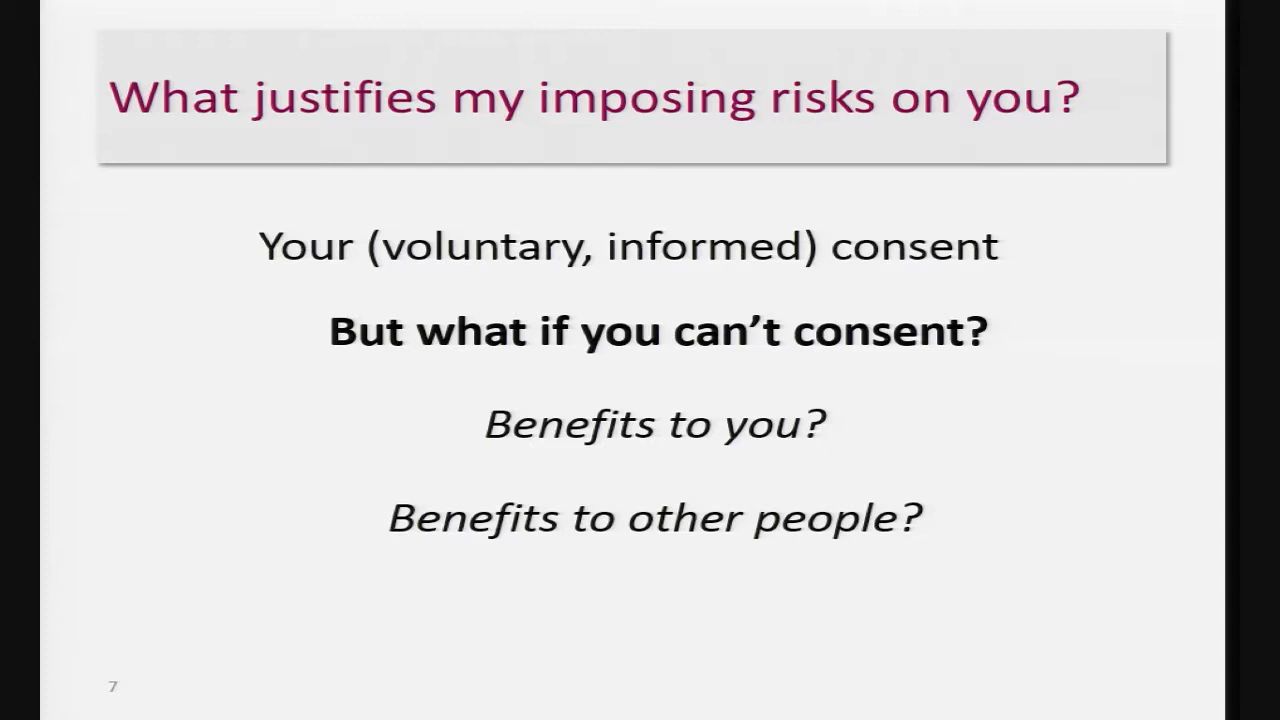 What justifies my imposing risks on you?
Your (voluntary, informed) consent
But what if you can’t consent?
Benefits to you?
Benefits to other people?
7